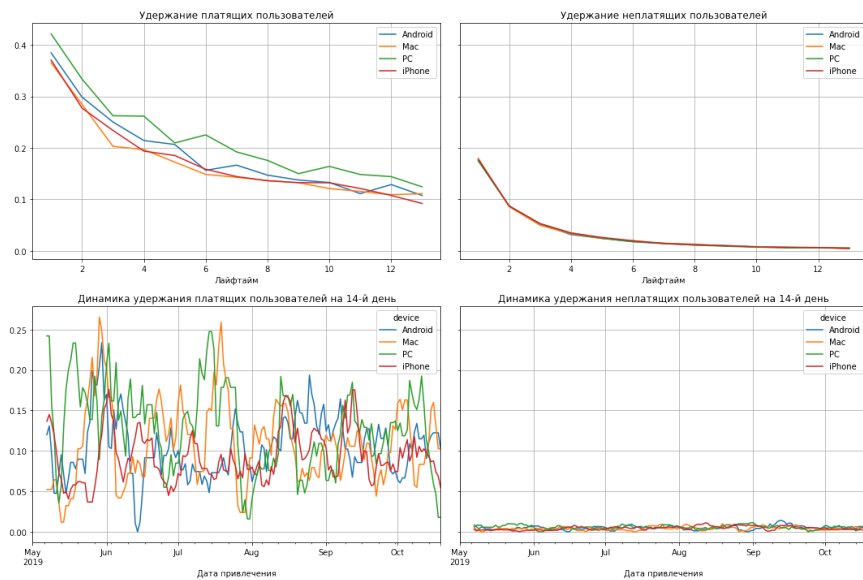 Удержание платящих пользователей
Android
Mac
PC
iPhone
0.4
0.3
0.2
0.1
0.0
2
4
6
8
10
12
Лайфтайм
Удержание неплатящих пользователей
Android
Mac
PC
iPhone
2
4
6
8
10
12
Лайфтайм
Динамика удержания платящих пользователей на 14-й день
device
Android
Mac
PC
iPhone
0.25
0.20
0.15
0.10
0.05
0.00
May
2019
Jun
Jul
Aug
Sep
Oct
Дата привлечения
Динамика удержания неплатящих пользователей на 14-й день
device
Android
Mac
PC
iPhone
May
2019
Jun
Jul
Aug
Sep
Oct
Дата привлечения